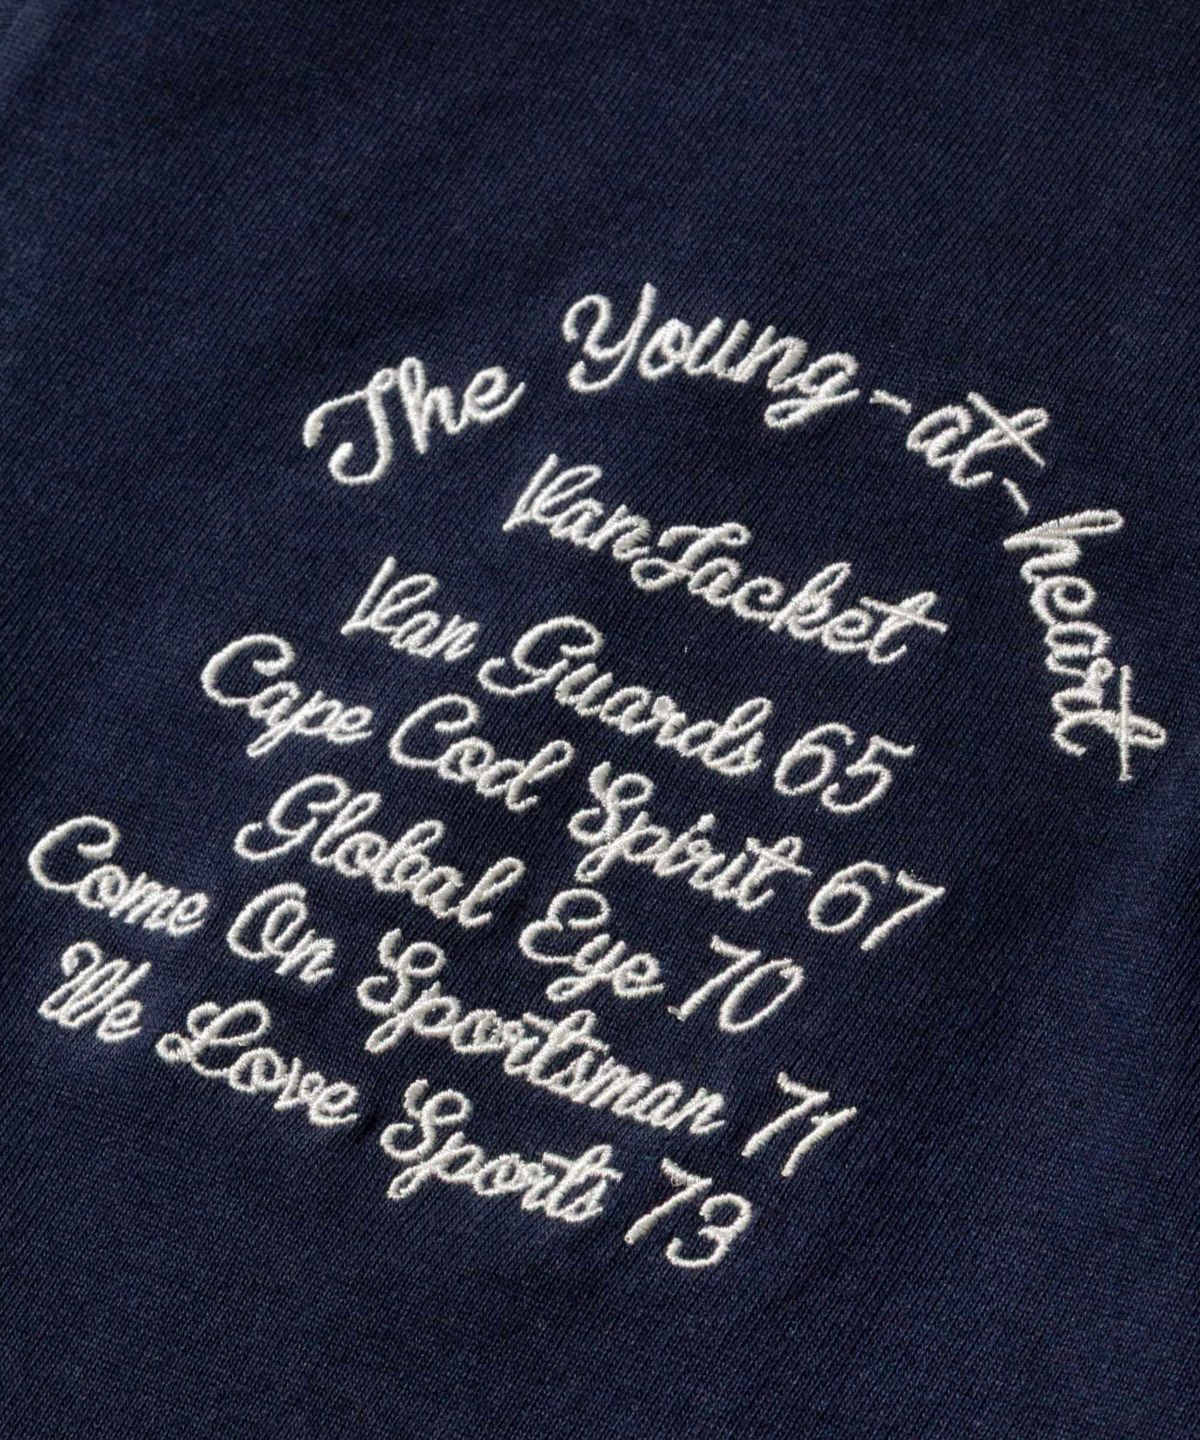 The Young-at-heart
VanJacket
Van Guards 65
Cape Cod Spirit 67
Global Eye 70
Come On Sportsman 71
We Love Sports 73